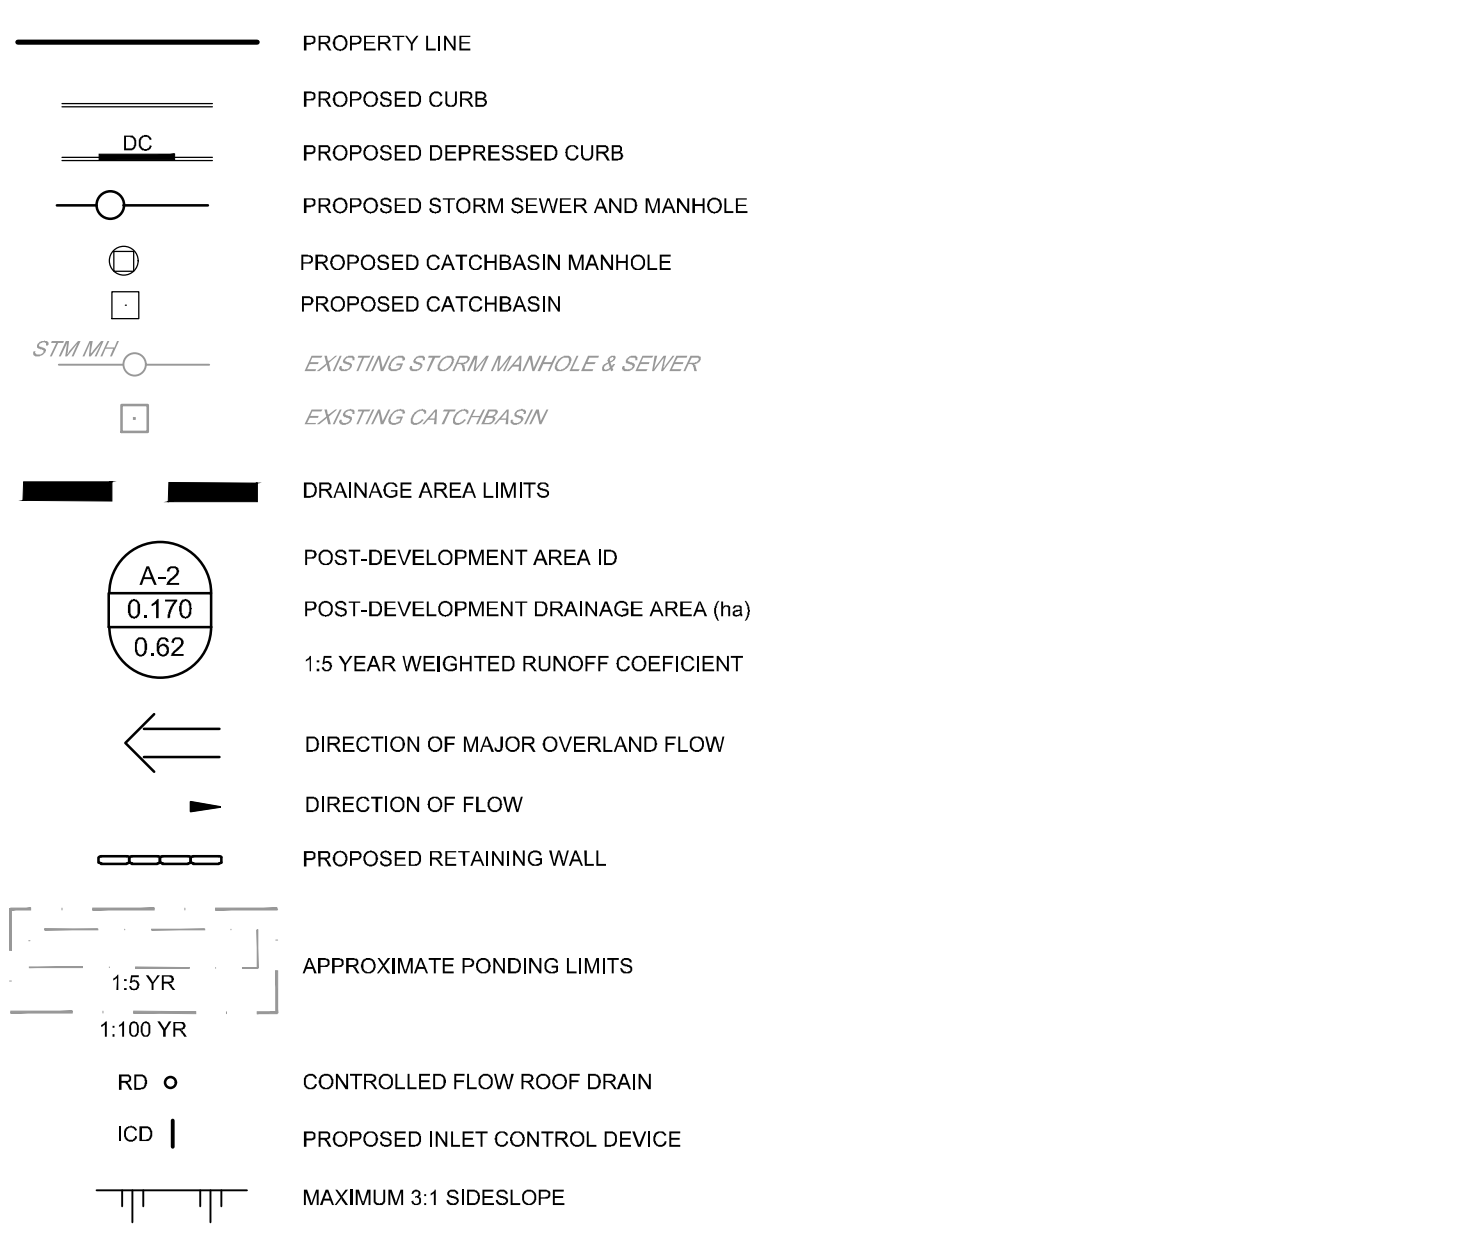 PROPERTY LINE
PROPOSED CURB
DC
PROPOSED DEPRESSED CURB
PROPOSED STORM SEWER AND MANHOLE
PROPOSED CATCHBASIN MANHOLE
PROPOSED CATCHBASIN
STM MH
EXISTING STORM MANHOLE & SEWER
EXISTING CATCHBASIN
DRAINAGE AREA LIMITS
A-2
POST-DEVELOPMENT AREA ID
0.170
POST-DEVELOPMENT DRAINAGE AREA (ha)
0.62
1:5 YEAR WEIGHTED RUNOFF COEFICIENT
DIRECTION OF MAJOR OVERLAND FLOW
DIRECTION OF FLOW
PROPOSED RETAINING WALL
APPROXIMATE PONDING LIMITS
1:5 YR
1:100 YR
RD
CONTROLLED FLOW ROOF DRAIN
ICD
PROPOSED INLET CONTROL DEVICE
MAXIMUM 3:1 SIDESLOPE